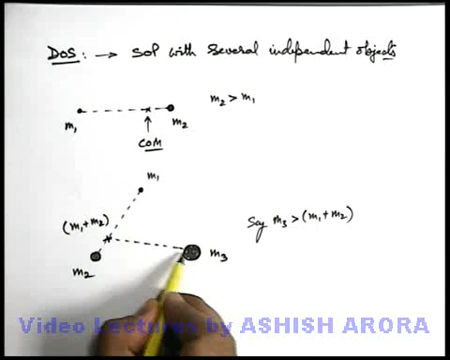 DOS: → SOP with several independent objects
m₁ m₂ m₂ > m₁
COM
m₁
(m₁+m₂) Say m₃ > (m₁+m₂)
m₂ m₃
Video Lectures by ASHISH ARORA